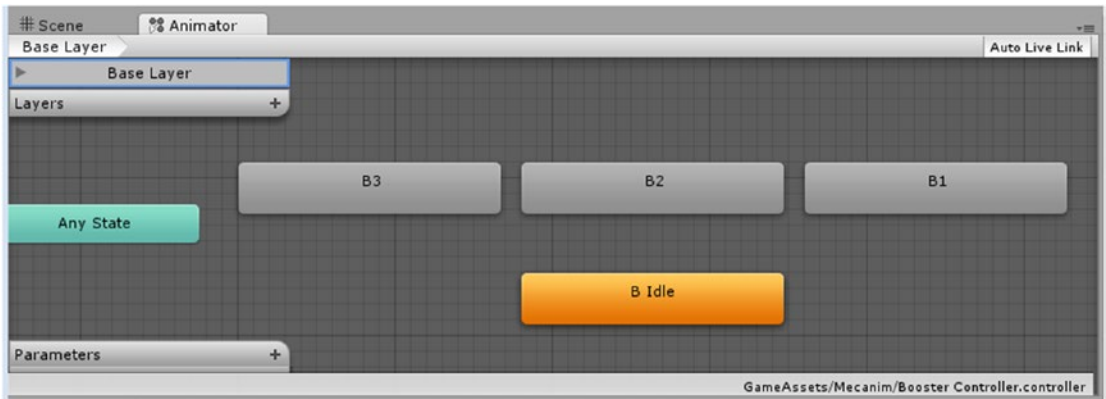 Scene Animator
Base Layer Auto Live Link
Base Layer
Layers +
B3 B2 B1
Any State
B Idle
Parameters +
GameAssets/Mecanim/Booster Controller.controller